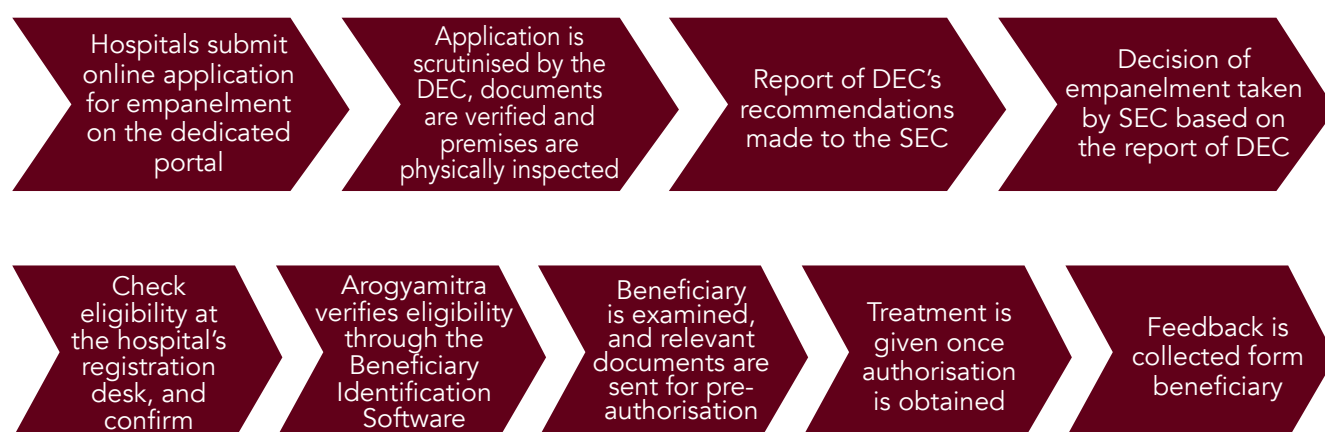 Hospitals submit
online application
for empanelment
on the dedicated
portal
Application is
scrutinised by the
DEC, documents
are verified and
premises are
physically inspected
Report of DEC's
recommendations
made to the SEC
Decision of
empanelment taken
by SEC based on
the report of DEC
Check
eligibility at
the hospital's
registration
desk, and
confirm
Arogyamitra
verifies eligibility
through the
Beneficiary
Identification
Software
Beneficiary
is examined,
and relevant
documents are
sent for pre-
authorisation
Treatment is
given once
authorisation
is obtained
Feedback is
collected form
beneficiary